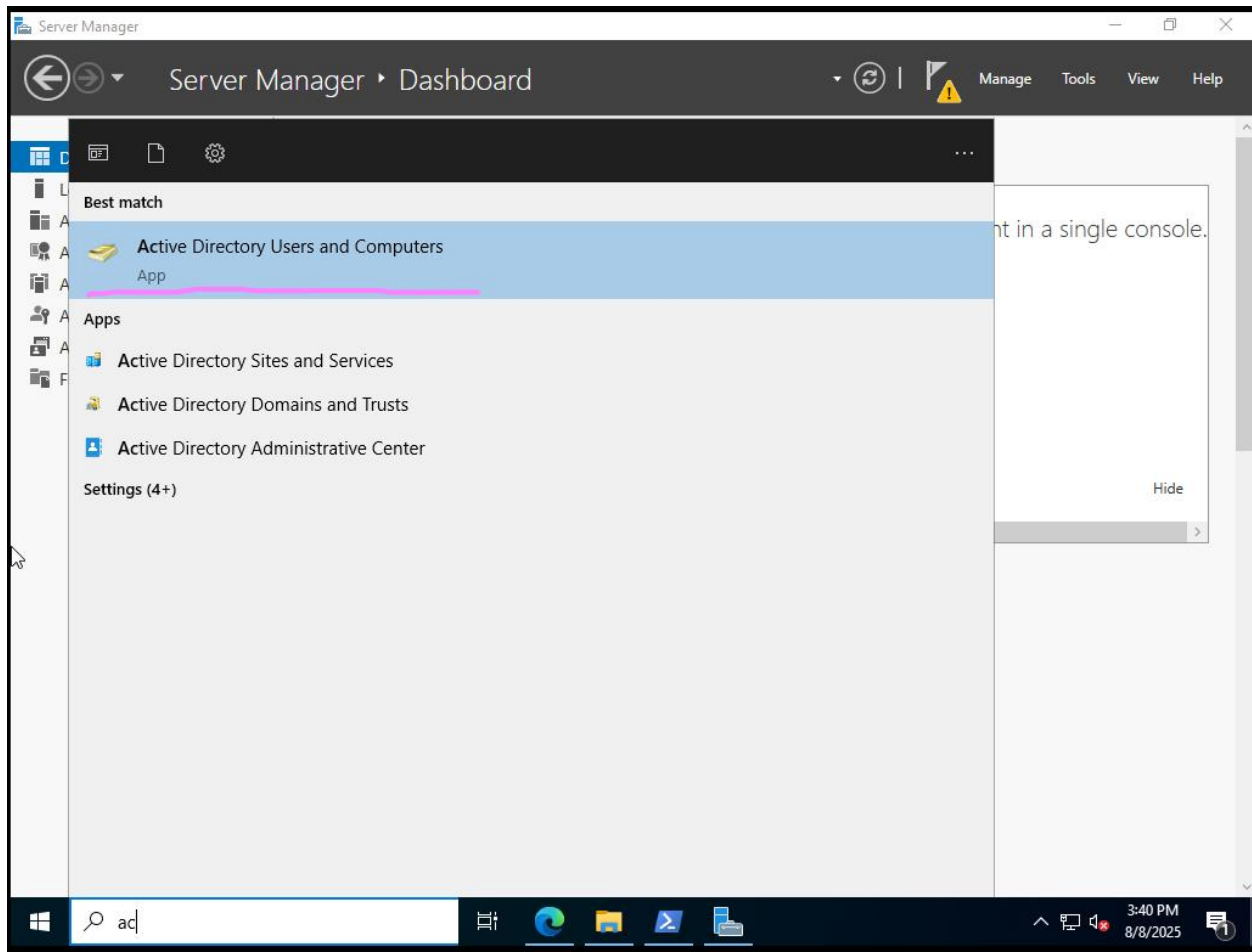 Server Manager
Server Manager • Dashboard
Manage Tools View Help
D
L
A
A
A
A
A
F
Best match
Active Directory Users and Computers
App
Apps
Active Directory Sites and Services
Active Directory Domains and Trusts
Active Directory Administrative Center
Settings (4+)
nt in a single console.
Hide
ac
3:40 PM
8/8/2025
1